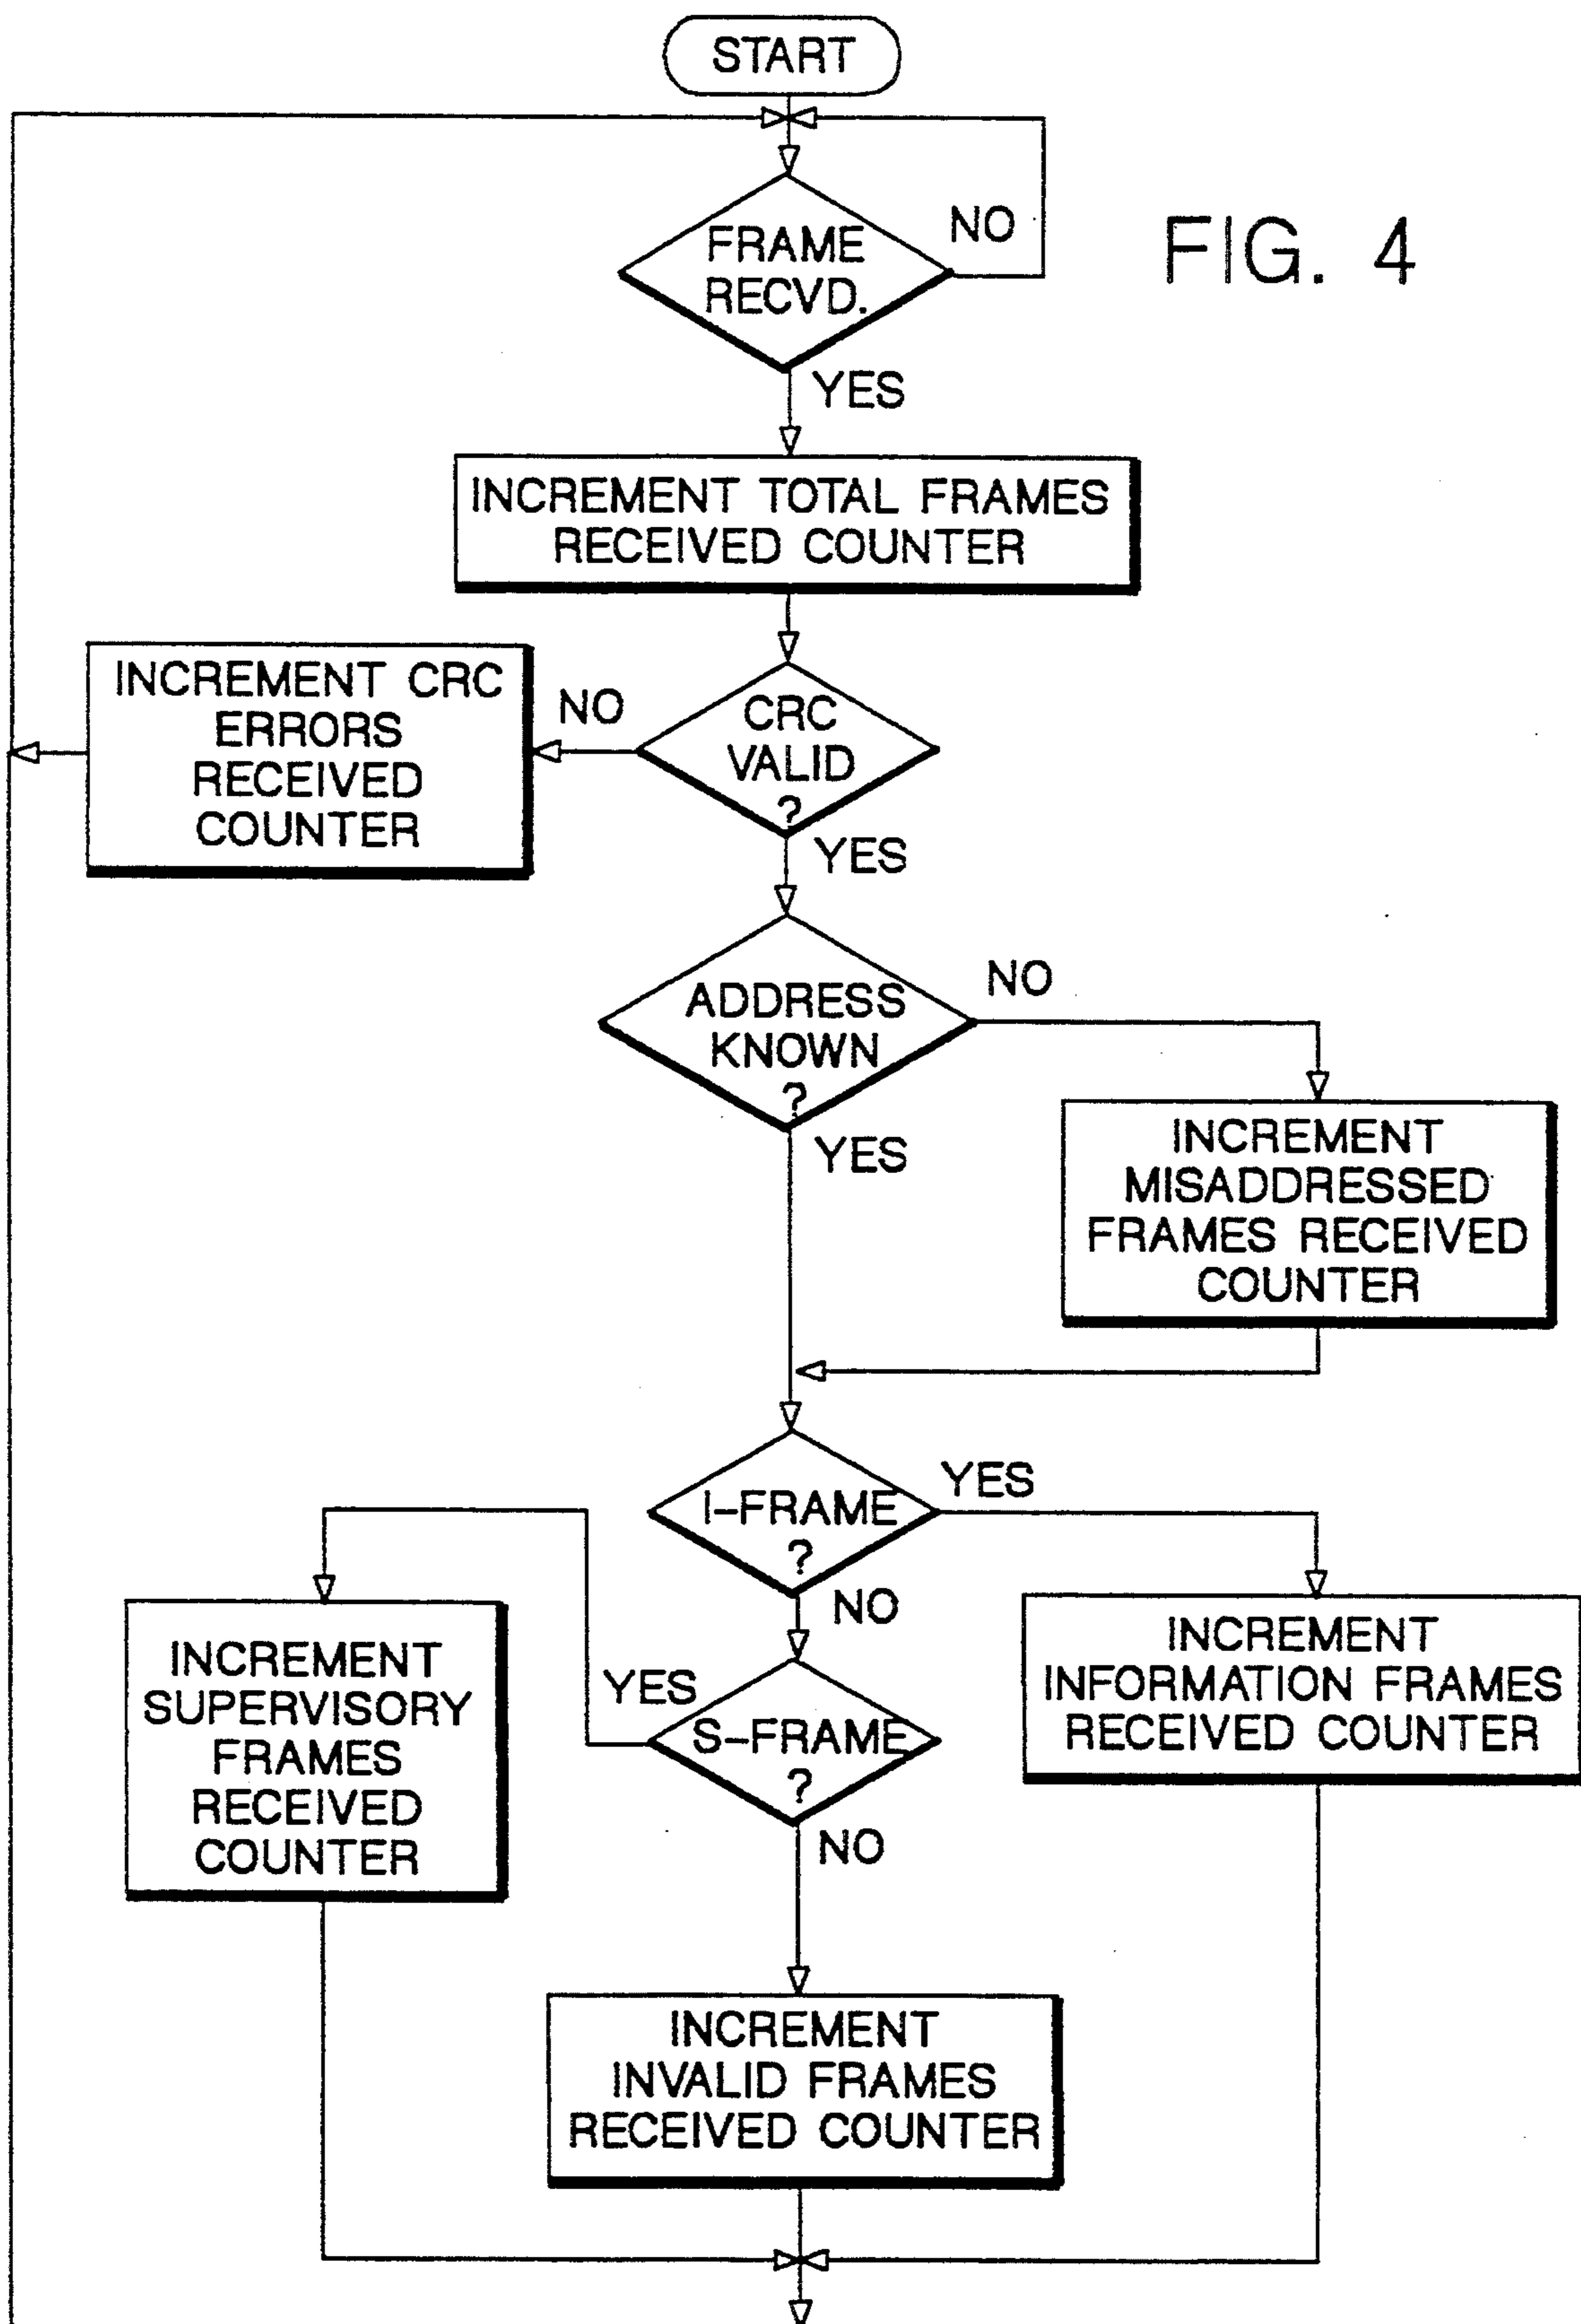 START
NO
FIG. 4
FRAME
RECVD.
YES
INCREMENT TOTAL FRAMES
RECEIVED COUNTER
INCREMENT CRC
ERRORS
RECEIVED
COUNTER
NO
CRC
VALID
?
YES
NO
ADDRESS
KNOWN
?
YES
INCREMENT
MISADDRESSED
FRAMES RECEIVED
COUNTER
YES
I-FRAME
?
NO
INCREMENT
INFORMATION FRAMES
RECEIVED COUNTER
YES
S-FRAME
?
NO
INCREMENT
SUPERVISORY
FRAMES
RECEIVED
COUNTER
INCREMENT
INVALID FRAMES
RECEIVED COUNTER